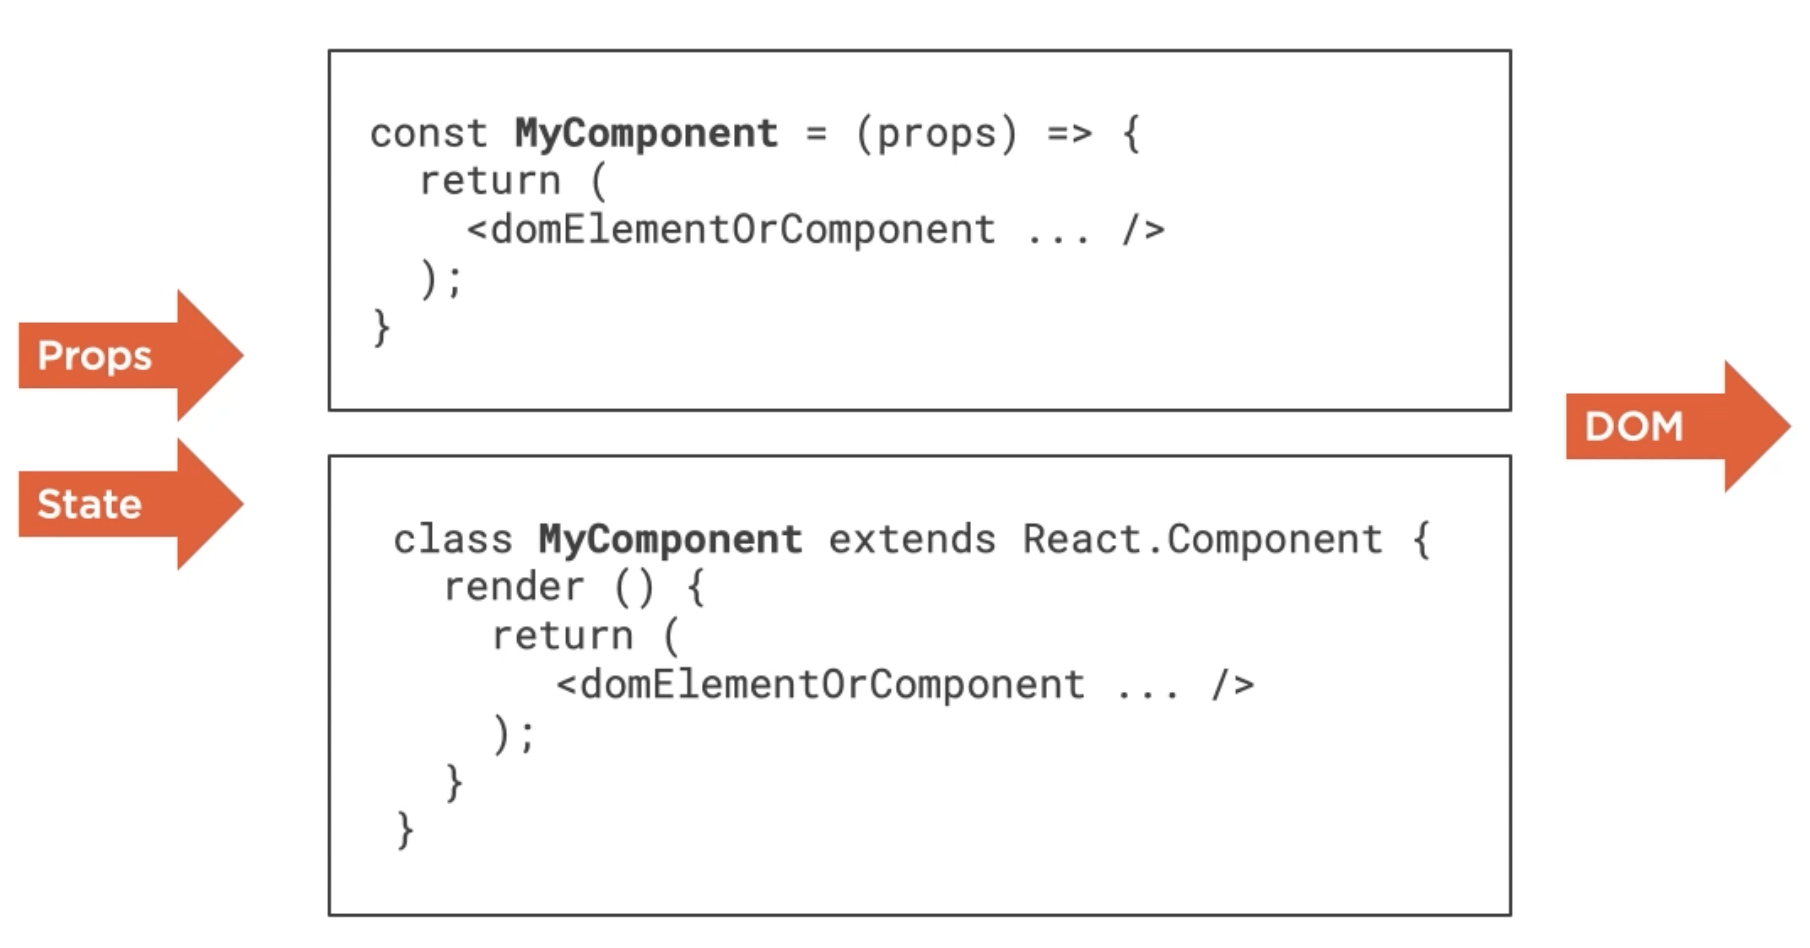 const MyComponent = (props) => {
return (
<domElementOrComponent ... />
);
}
Props
State
class MyComponent extends React.Component {
render () {
return (
<domElementOrComponent ... />
);
}
}
DOM